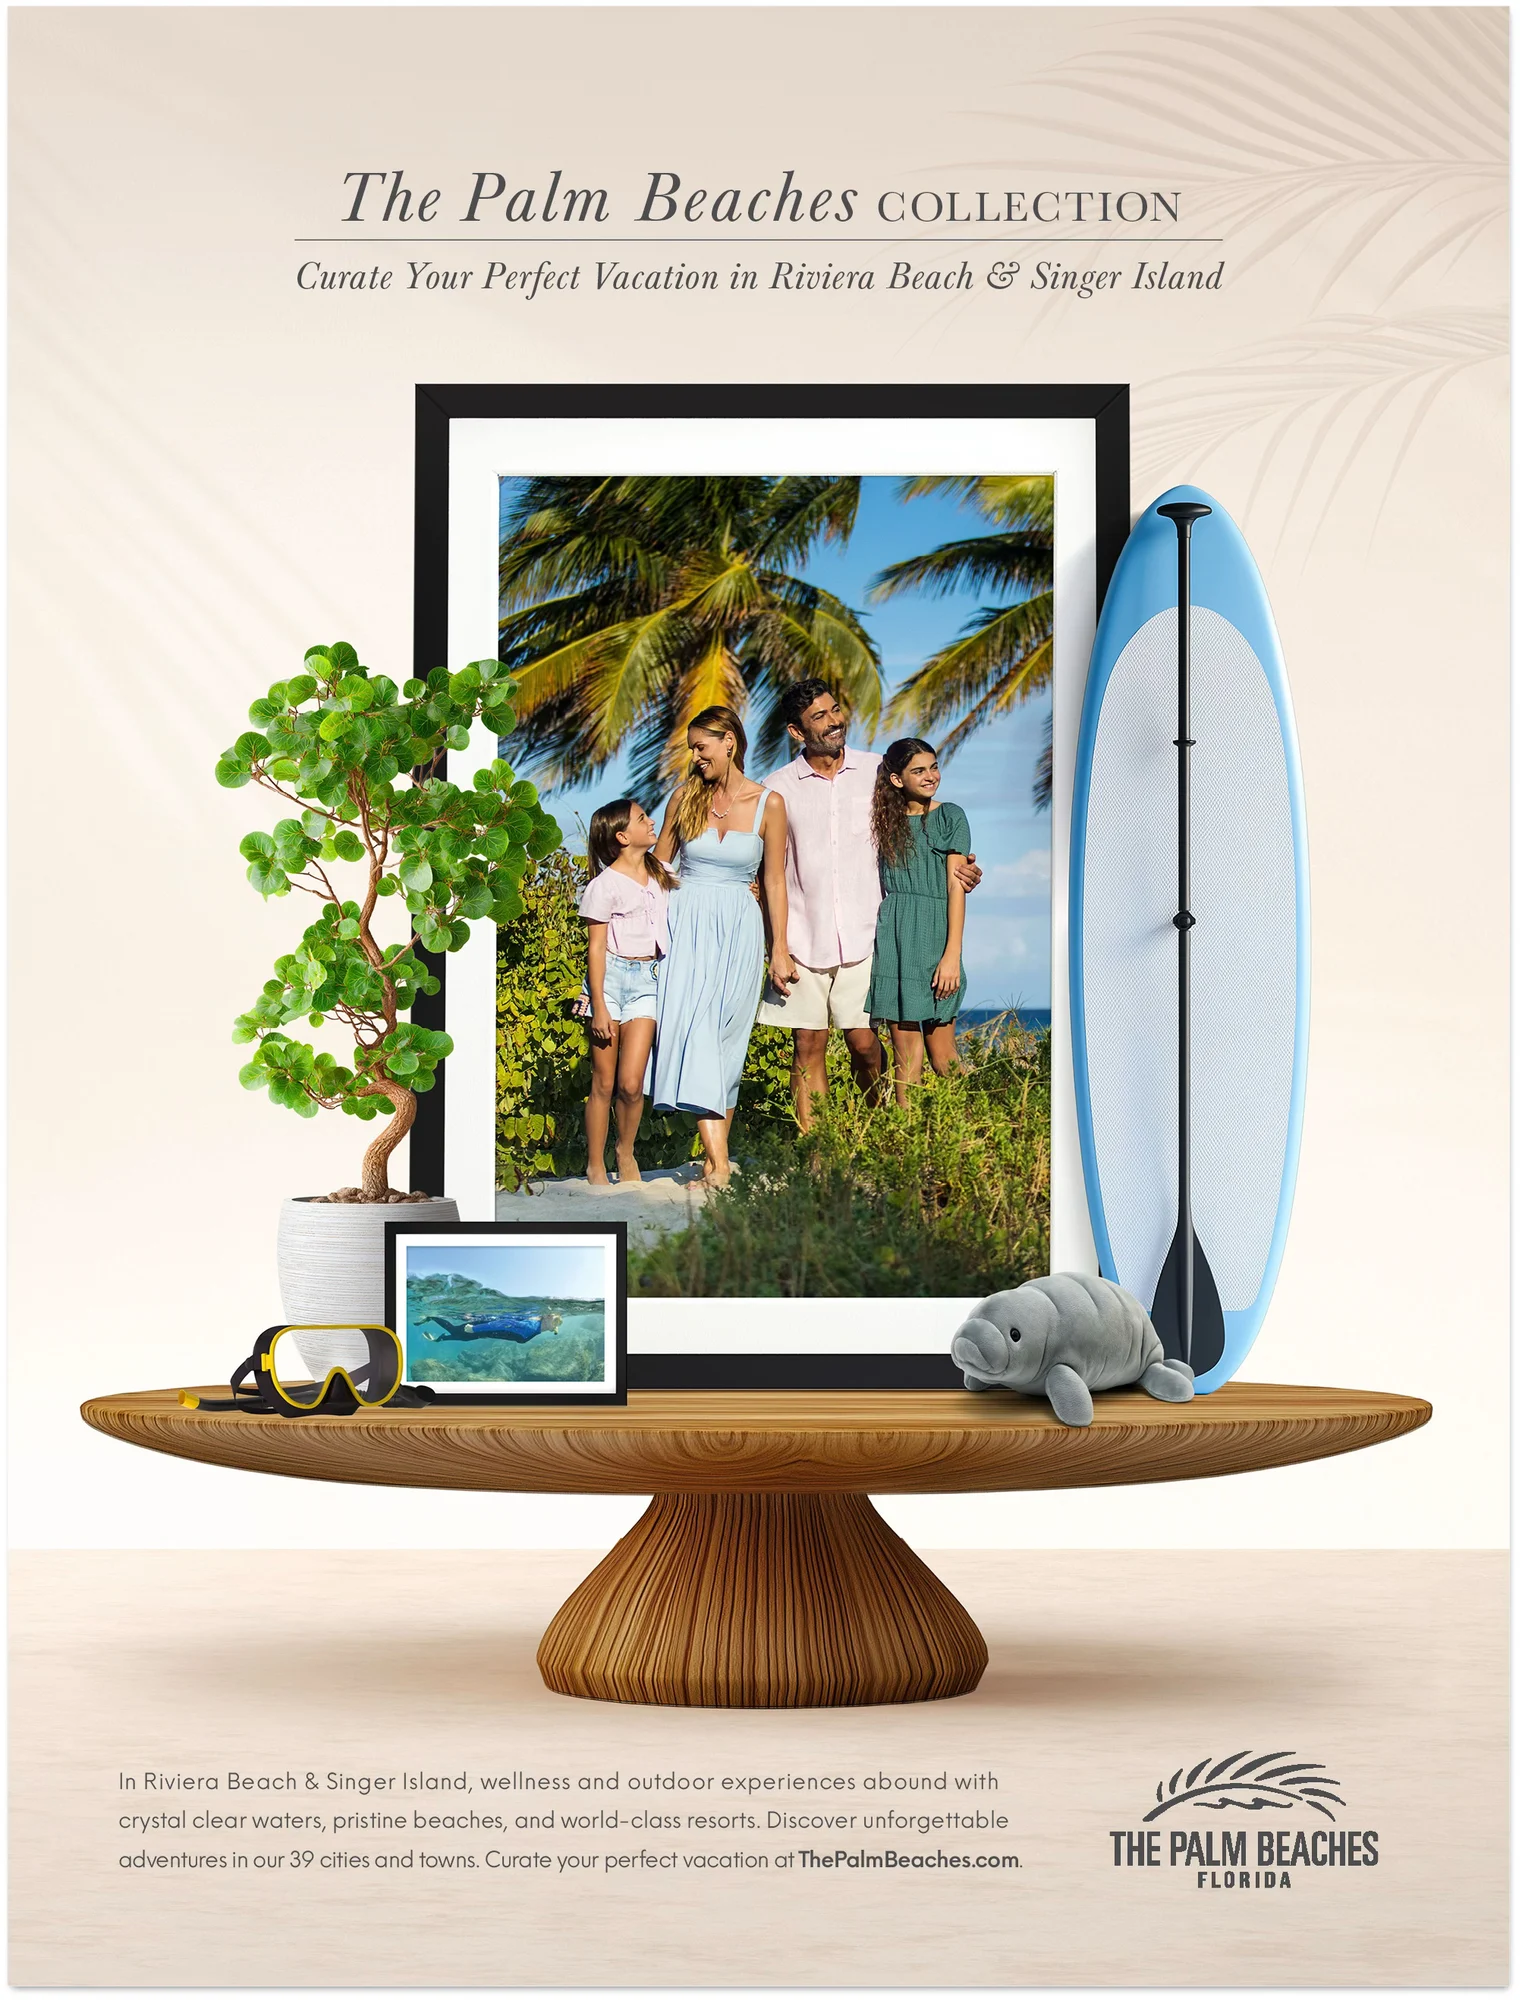 The Palm Beaches COLLECTION
Curate Your Perfect Vacation in Riviera Beach & Singer Island
In Riviera Beach & Singer Island, wellness and outdoor experiences abound with
crystal clear waters, pristine beaches, and world-class resorts. Discover unforgettable
adventures in our 39 cities and towns. Curate your perfect vacation at ThePalmBeaches.com.
THE PALM BEACHES
FLORIDA